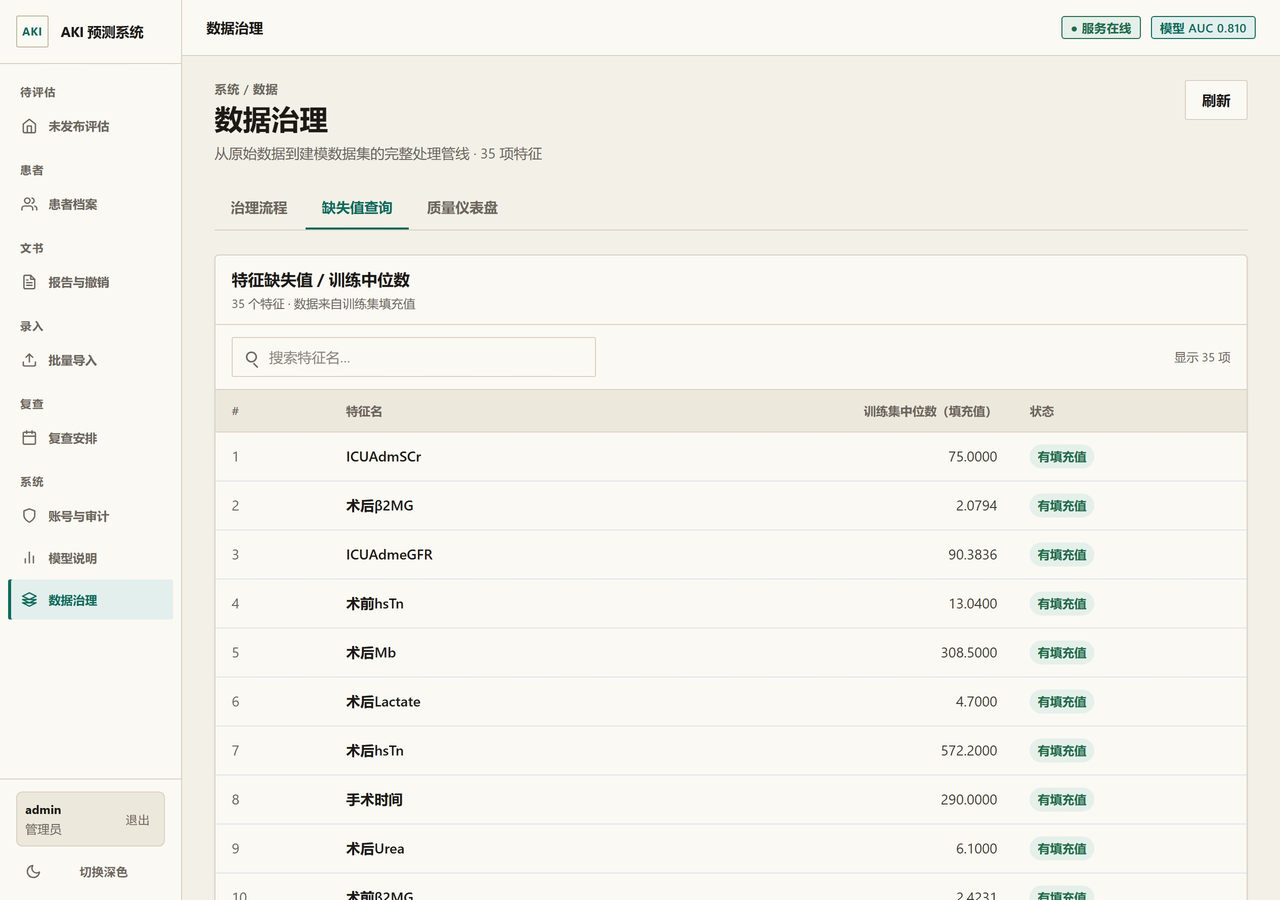 AKI
AKI 预测系统
待评估
未发布评估
患者
患者档案
文书
报告与撤销
录入
批量导入
复查
复查安排
系统
账号与审计
模型说明
数据治理
admin
管理员
退出
切换深色
数据治理
服务在线
模型 AUC 0.810
系统 / 数据
数据治理
从原始数据到建模数据集的完整处理管线 · 35 项特征
刷新
治理流程 缺失值查询 质量仪表盘
特征缺失值 / 训练中位数
35 个特征 · 数据来自训练集填充值
搜索特征名...
显示 35 项
# 特征名 训练集中位数（填充值） 状态
1 ICUAdmSCr 75.0000 有填充值
2 术后β2MG 2.0794 有填充值
3 ICUAdmeGFR 90.3836 有填充值
4 术前hsTn 13.0400 有填充值
5 术后Mb 308.5000 有填充值
6 术后Lactate 4.7000 有填充值
7 术后hsTn 572.2000 有填充值
8 手术时间 290.0000 有填充值
9 术后Urea 6.1000 有填充值
10 术前β2MG 2.4231 有填充值